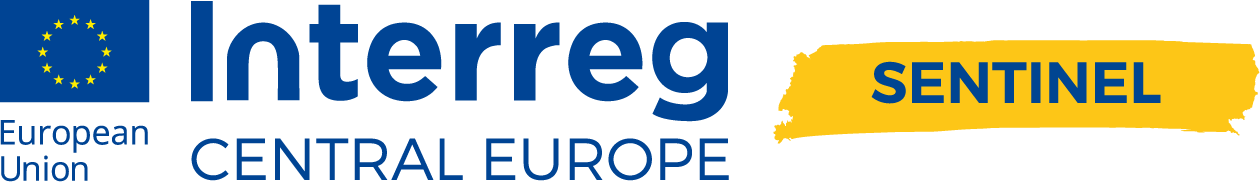 Interreg
CENTRAL EUROPE
European
Union
SENTINEL